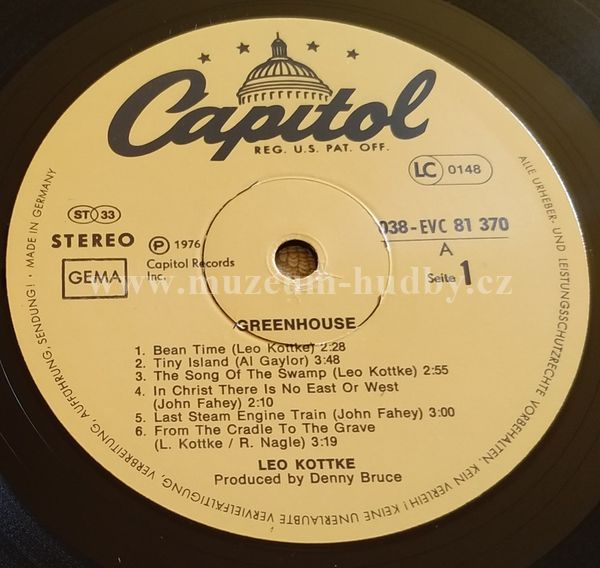 Capitol
REG. U.S. PAT. OFF.
LC 0148
ST 33
STEREO
GEMA
℗ 1976
Capitol Records
Inc.
038-EVC 81 370
A
Seite 1
www.muzeum-hudby.cz
GREENHOUSE
1. Bean Time (Leo Kottke) 2:28
2. Tiny Island (Al Gaylor) 3:48
3. The Song Of The Swamp (Leo Kottke) 2:55
4. In Christ There Is No East Or West
(John Fahey) 2:10
5. Last Steam Engine Train (John Fahey) 3:00
6. From The Cradle To The Grave
(L. Kottke / R. Nagle) 3:19
LEO KOTTKE
Produced by Denny Bruce
ALLE URHEBER- UND LEISTUNGSSCHUTZRECHTE VORBEHALTEN. KEIN VERLEIH! KEINE UNERLAUBTE VERVIELFÄLTIGUNG, VERBREITUNG, AUFFÜHRUNG, SENDUNG! · MADE IN GERMANY